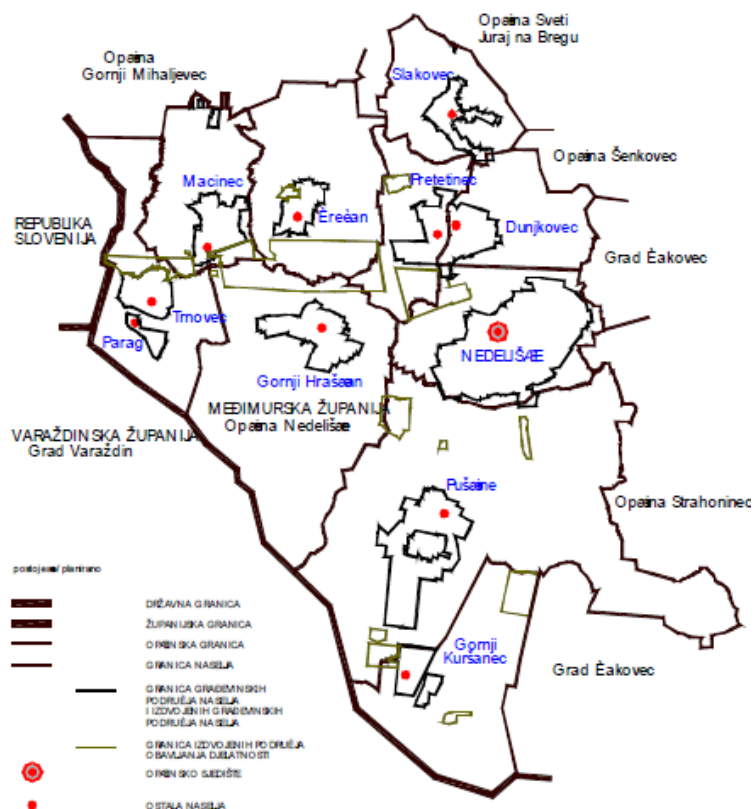 Opæina Sveti
Juraj na Bregu
Opæina
Gornji Mihaljevec
Slakovec
Opæina Šenkovec
Macinec
Pretetinec
Èreèan
Dunjkovec
REPUBLIKA
SLOVENIJA
Grad Èakovec
Trnovec
Parag
NEDELIŠÆE
Gornji Hrašæan
MEÐIMURSKA ŽUPANIJA
Opæina Nedelišæe
VARAŽDINSKA ŽUPANIJA
Grad Varaždin
Pušæine
Opæina Strahoninec
postojeæe/ planirano
DRŽAVNA GRANICA
ŽUPANIJSKA GRANICA
OPÆINSKA GRANICA
GRANICA NASELJA
Gornji
Kuršanec
Grad Èakovec
GRANICA GRAÐEVINSKIH
PODRUÈJA NASELJA
I IZDVOJENIH GRAÐEVINSKIH
PODRUÈJA NASELJA
GRANICA IZDVOJENIH PODRUÈJA
OBAVLJANJA DJELATNOSTI
OPÆINSKO SJEDIŠTE
OSTALA NASELJA